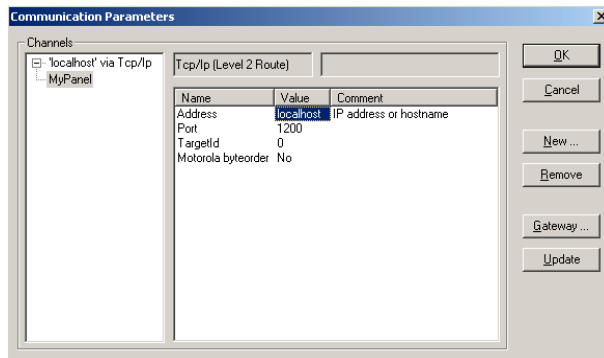 Communication Parameters
Channels
'localhost' via Tcp/Ip
MyPanel
Tcp/Ip (Level 2 Route)
Name Value Comment
Address localhost IP address or hostname
Port 1200
TargetId 0
Motorola byteorder No
OK
Cancel
New ...
Remove
Gateway ...
Update